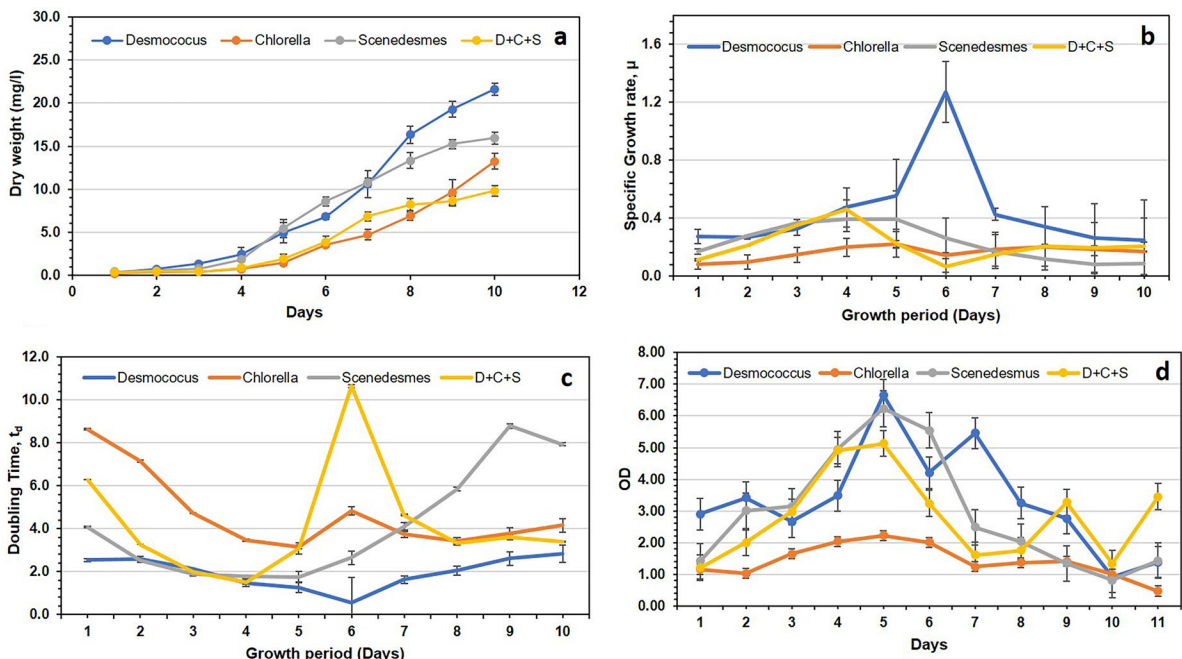 a
Desmococus Chlorella Scenedesmes D+C+S
Dry weight (mg/l)
30.0
25.0
20.0
15.0
10.0
5.0
0.0
0 2 4 6 8 10 12
Days
b
Desmococus Chlorella Scenedesmes D+C+S
Specific Growth rate, µ
1.6
1.2
0.8
0.4
0.0
1 2 3 4 5 6 7 8 9 10
Growth period (Days)
c
Desmococus Chlorella Scenedesmes D+C+S
Doubling Time, td
12.0
10.0
8.0
6.0
4.0
2.0
0.0
1 2 3 4 5 6 7 8 9 10
Growth period (Days)
d
Desmococcus Chlorella Scenedesmus D+C+S
OD
8.00
7.00
6.00
5.00
4.00
3.00
2.00
1.00
0.00
1 2 3 4 5 6 7 8 9 10 11
Days